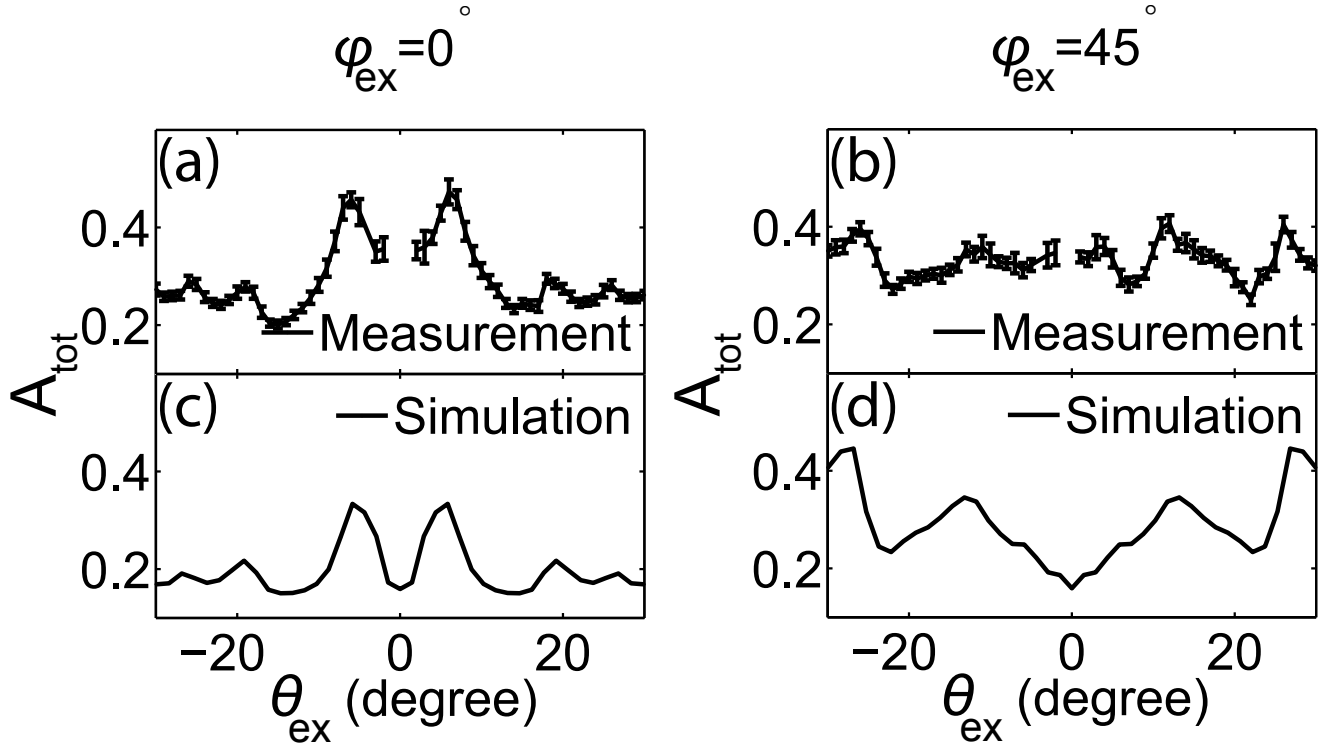 φex=0°
φex=45°
(a)
0.4
0.2
Measurement
(b)
0.4
0.2
Measurement
Atot
(c)
Simulation
0.4
0.2
−20 0 20
θex (degree)
Atot
(d)
Simulation
0.4
0.2
−20 0 20
θex (degree)